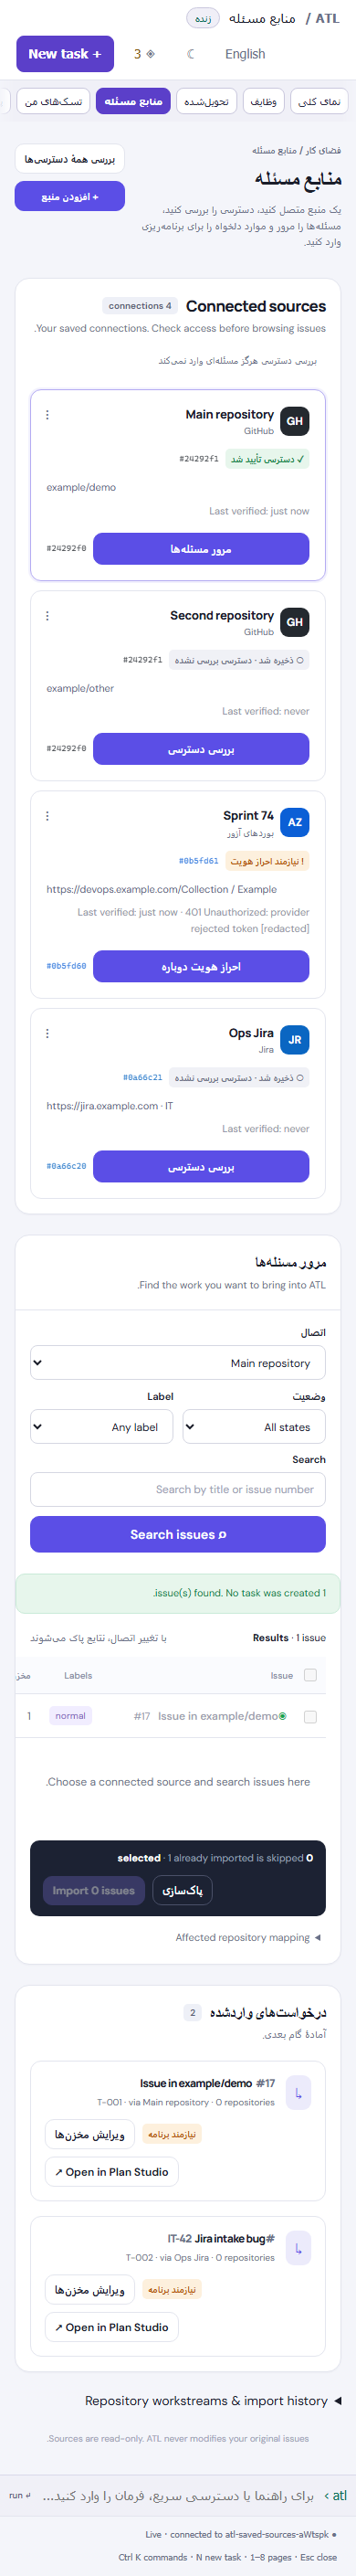 ATL / منابع مسئله زنده
English ☾ ◈ 3 New task +
نمای کلی وظایف تحویل‌شده منابع مسئله تسک‌های من
فضای کار / منابع مسئله
منابع مسئله
یک منبع متصل کنید، دسترسی را بررسی کنید،
مسئله‌ها را مرور و موارد دلخواه را برای برنامه‌ریزی
وارد کنید.
بررسی همهٔ دسترسی‌ها
+ افزودن منبع
Connected sources connections 4
.Your saved connections. Check access before browsing issues
بررسی دسترسی هرگز مسئله‌ای وارد نمی‌کند
GH Main repository ⋮
GitHub
✓ دسترسی تأیید شد #24292f1
example/demo
Last verified: just now
مرور مسئله‌ها #24292f0
GH Second repository ⋮
GitHub
○ ذخیره شد · دسترسی بررسی نشده #24292f1
example/other
Last verified: never
بررسی دسترسی #24292f0
AZ Sprint 74 ⋮
بوردهای آزور
! نیازمند احراز هویت #0b5fd61
https://devops.example.com/Collection / Example
Last verified: just now · 401 Unauthorized: provider
rejected token [redacted]
احراز هویت دوباره #0b5fd60
JR Ops Jira ⋮
Jira
○ ذخیره شد · دسترسی بررسی نشده #0a66c21
https://jira.example.com · IT
Last verified: never
بررسی دسترسی #0a66c20
مرور مسئله‌ها
.Find the work you want to bring into ATL
اتصال
Main repository
وضعیت Label
All states Any label
Search
Search by title or issue number
Search issues ⌕
.issue(s) found. No task was created 1
Results · 1 issue با تغییر اتصال، نتایج پاک می‌شوند
Issue Labels
#17 Issue in example/demo◉ normal 1
.Choose a connected source and search issues here
selected · 1 already imported is skipped 0
پاک‌سازی Import 0 issues
Affected repository mapping
درخواست‌های واردشده 2
آمادهٔ گام بعدی.
↳ Issue in example/demo #17
T-001 · via Main repository · 0 repositories
نیازمند برنامه ویرایش مخزن‌ها
↗ Open in Plan Studio
↳ IT-42 Jira intake bug#
T-002 · via Ops Jira · 0 repositories
نیازمند برنامه ویرایش مخزن‌ها
↗ Open in Plan Studio
Repository workstreams & import history
.Sources are read-only. ATL never modifies your original issues
atl › برای راهنما یا دسترسی سریع، فرمان را وارد کنید... run ↵
Live · connected to atl-saved-sources-aWtspk ●
Ctrl K commands · N new task · 1–8 pages · Esc close